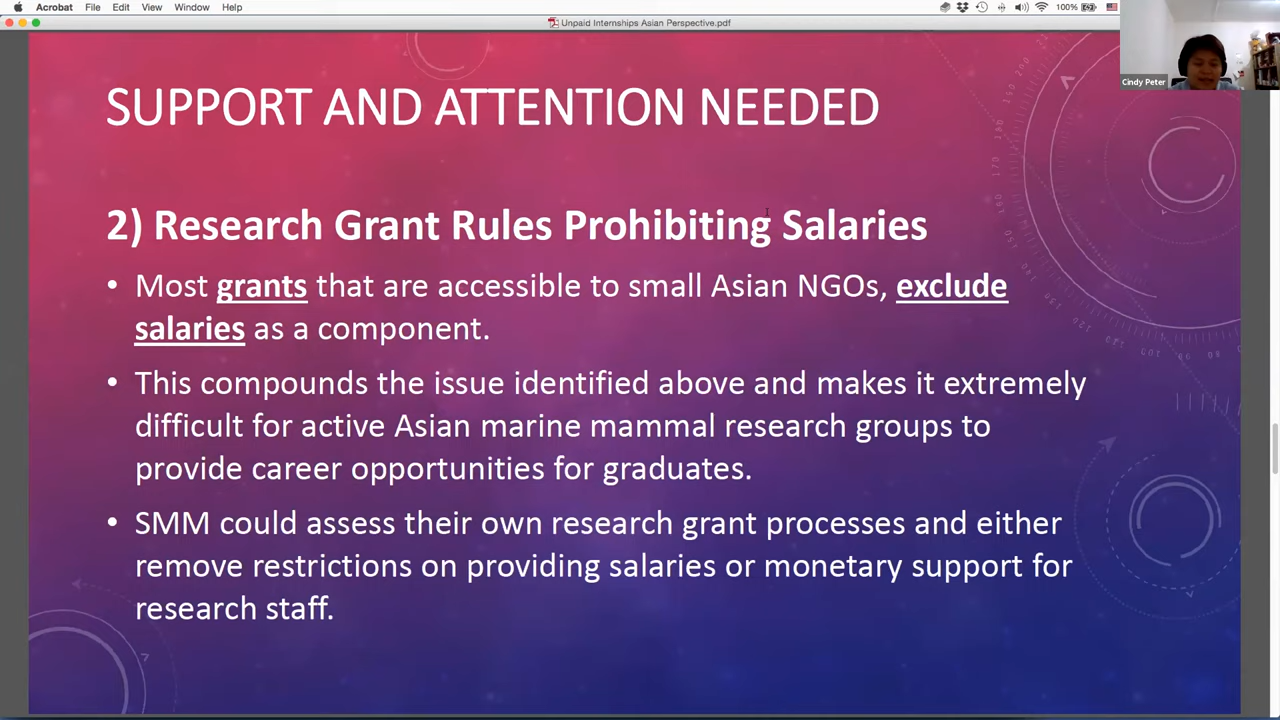 Acrobat File Edit View Window Help 100%
Unpaid Internships Asian Perspective.pdf
Cindy Peter
SUPPORT AND ATTENTION NEEDED
2) Research Grant Rules Prohibiting Salaries
• Most grants that are accessible to small Asian NGOs, exclude
salaries as a component.
• This compounds the issue identified above and makes it extremely
difficult for active Asian marine mammal research groups to
provide career opportunities for graduates.
• SMM could assess their own research grant processes and either
remove restrictions on providing salaries or monetary support for
research staff.